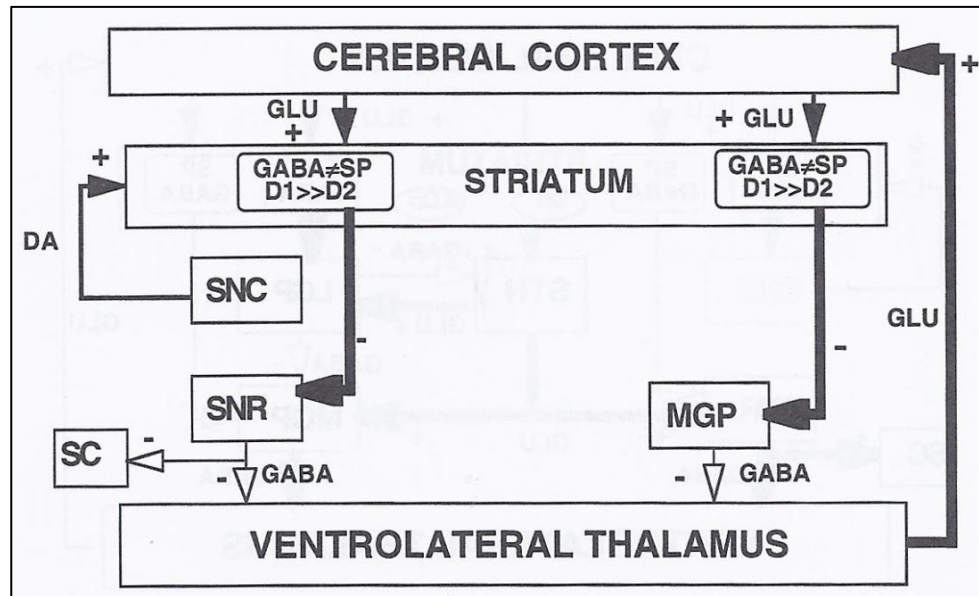 CEREBRAL CORTEX
+
GLU
+
+ GLU
+
GABA≠SP
D1>>D2
STRIATUM
GABA≠SP
D1>>D2
DA
SNC
GLU
-
-
SNR
MGP
SC
-
- GABA
- GABA
VENTROLATERAL THALAMUS